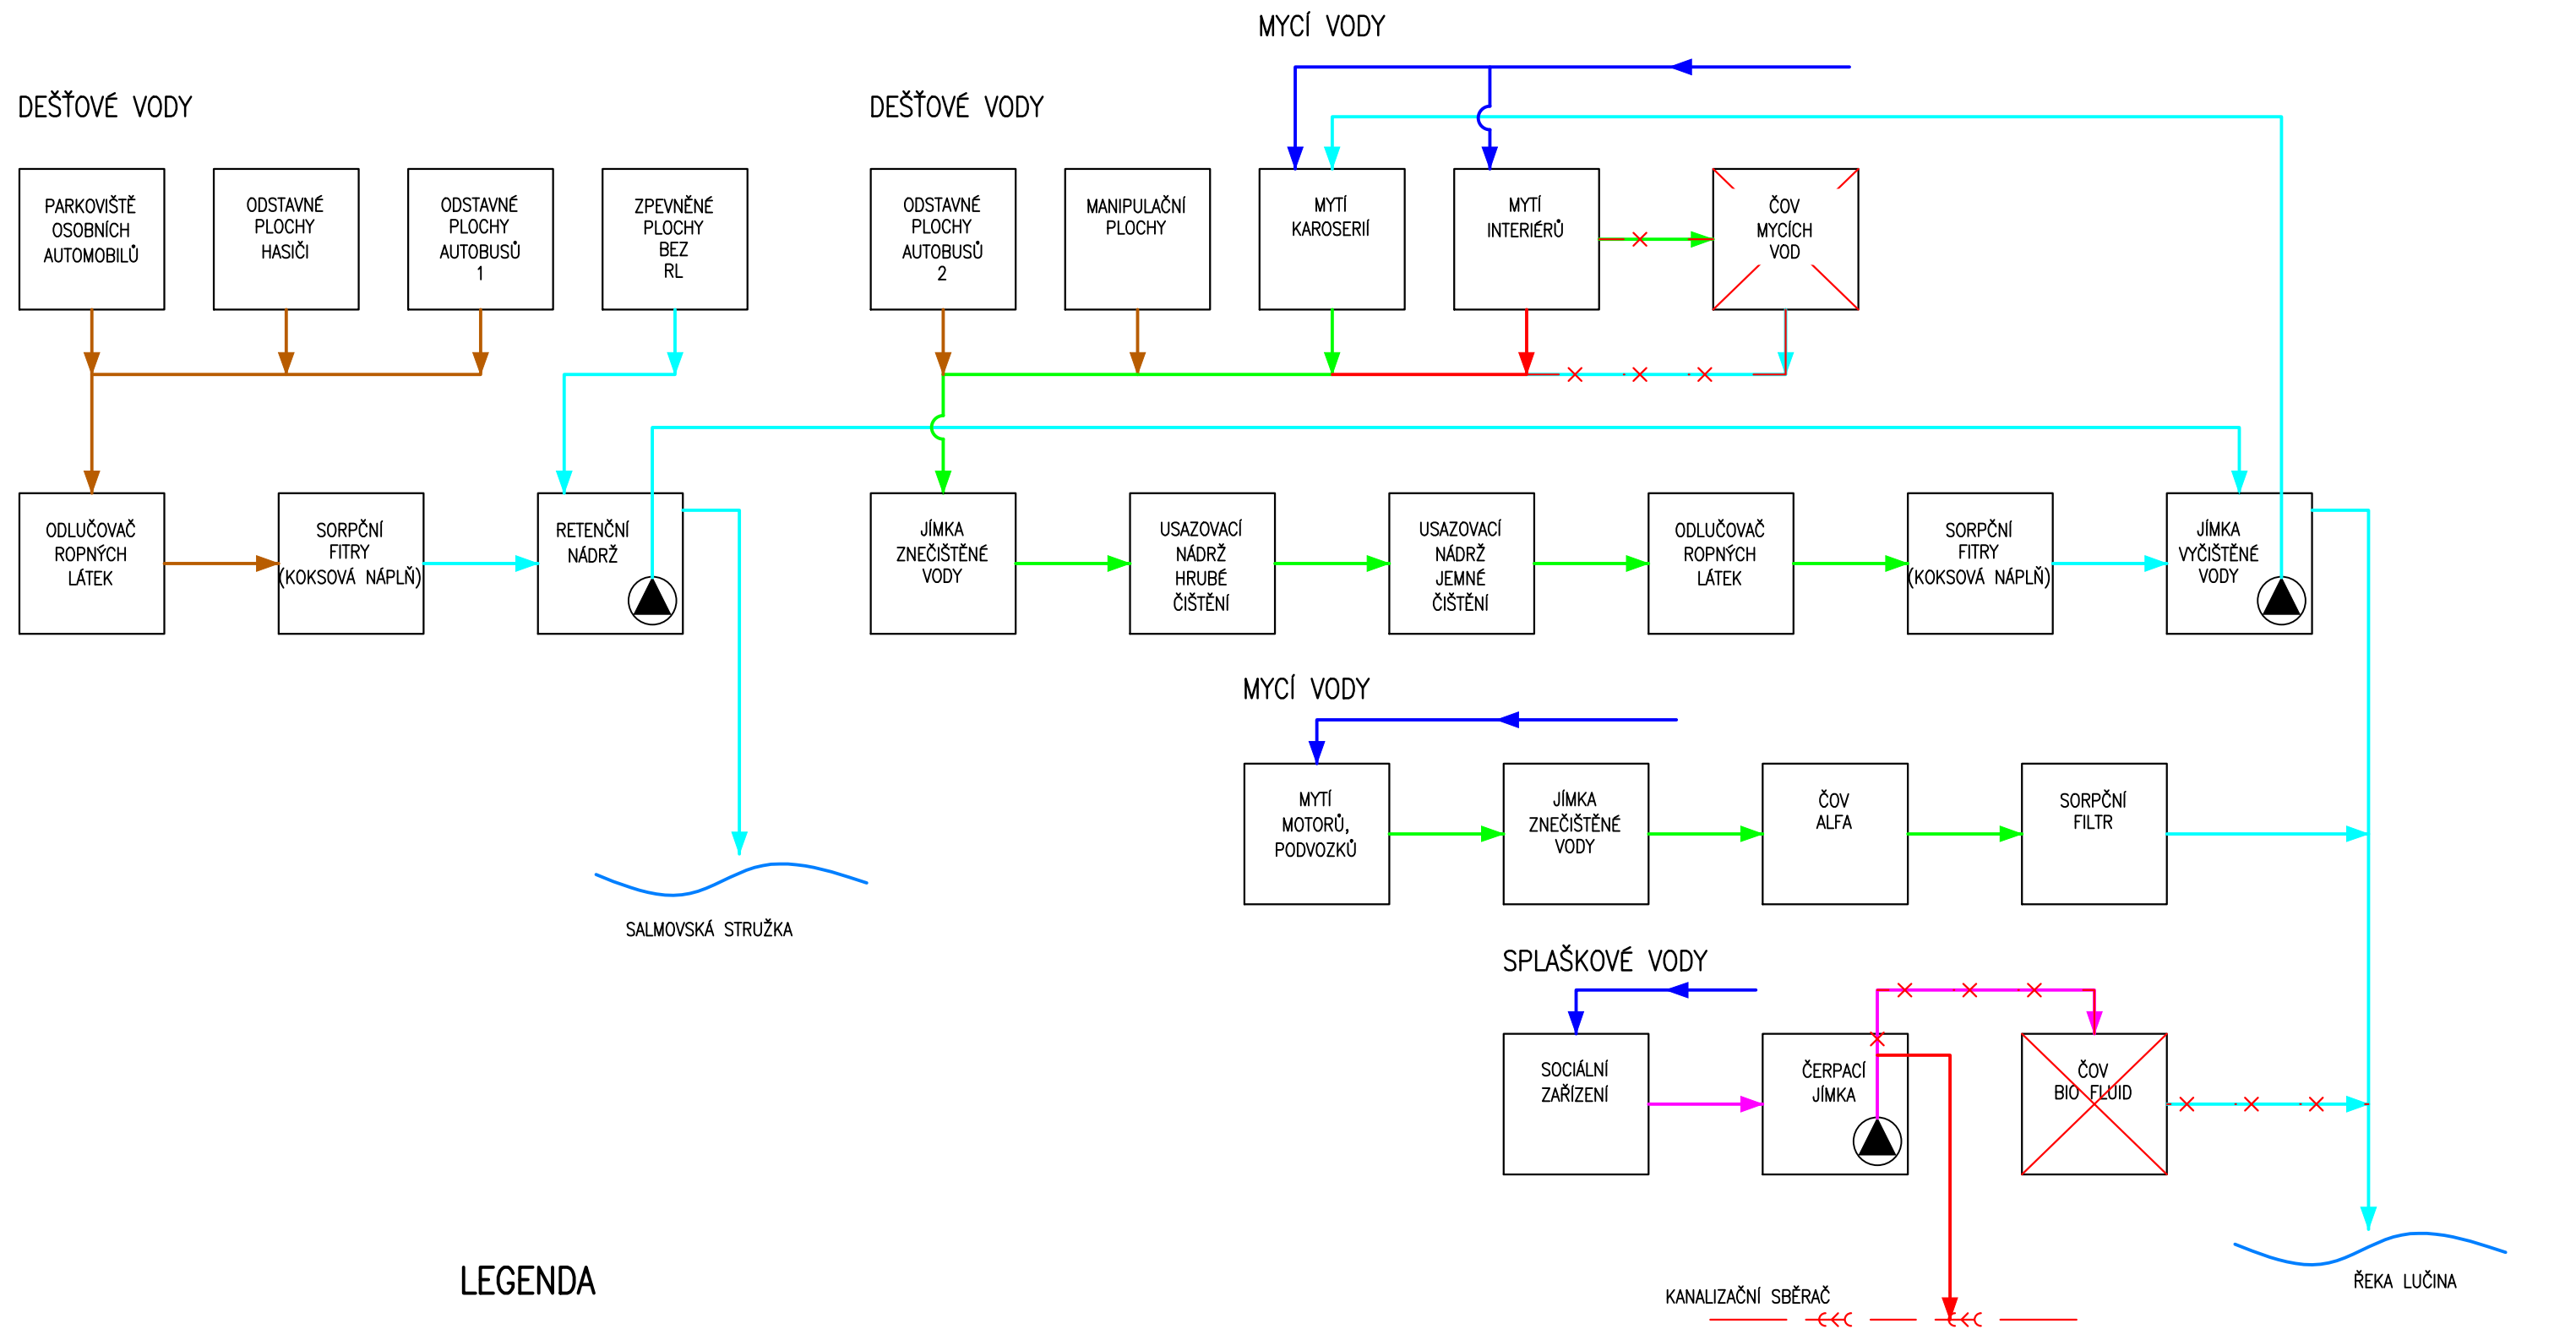 MYCÍ VODY
DEŠŤOVÉ VODY
DEŠŤOVÉ VODY
PARKOVIŠTĚ
OSOBNÍCH
AUTOMOBILŮ
ODSTAVNÉ
PLOCHY
HASIČI
ODSTAVNÉ
PLOCHY
AUTOBUSŮ
1
ZPEVNĚNÉ
PLOCHY
BEZ
RL
ODSTAVNÉ
PLOCHY
AUTOBUSŮ
2
MANIPULAČNÍ
PLOCHY
MYTÍ
KAROSERIÍ
MYTÍ
INTERIÉRŮ
ČOV
MYCÍCH
VOD
ODLUČOVAČ
ROPNÝCH
LÁTEK
SORPČNÍ
FITRY
(KOKSOVÁ NÁPLŇ)
RETENČNÍ
NÁDRŽ
JÍMKA
ZNEČIŠTĚNÉ
VODY
USAZOVACÍ
NÁDRŽ
HRUBÉ
ČIŠTĚNÍ
USAZOVACÍ
NÁDRŽ
JEMNÉ
ČIŠTĚNÍ
ODLUČOVAČ
ROPNÝCH
LÁTEK
SORPČNÍ
FITRY
(KOKSOVÁ NÁPLŇ)
JÍMKA
VYČIŠTĚNÉ
VODY
MYCÍ VODY
MYTÍ
MOTORŮ,
PODVOZKŮ
JÍMKA
ZNEČIŠTĚNÉ
VODY
ČOV
ALFA
SORPČNÍ
FILTR
SALMOVSKÁ STRUŽKA
SPLAŠKOVÉ VODY
SOCIÁLNÍ
ZAŘÍZENÍ
ČERPACÍ
JÍMKA
ČOV
BIO FLUID
LEGENDA
KANALIZAČNÍ SBĚRAČ
ŘEKA LUČINA